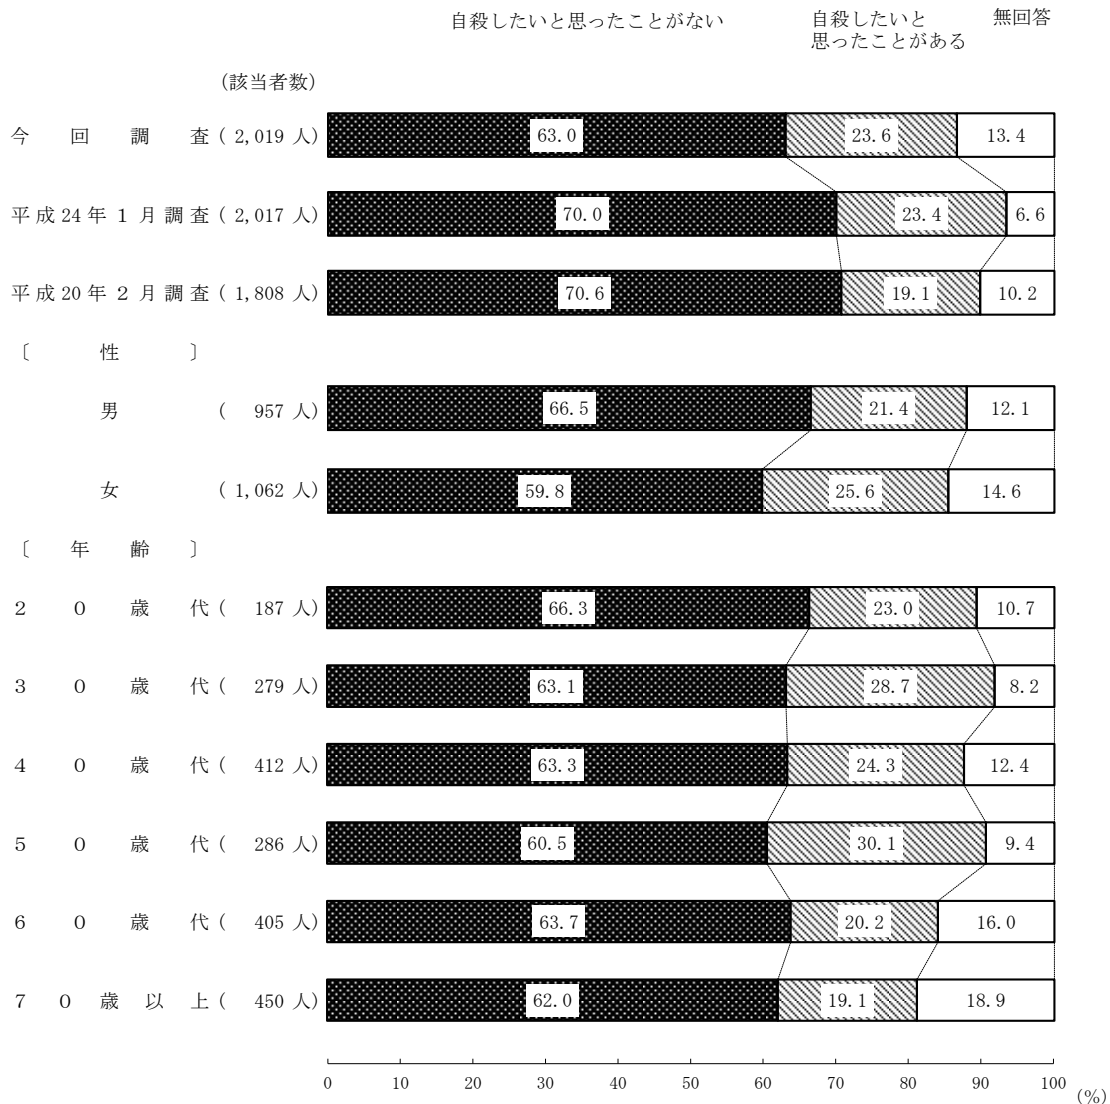 自殺したいと思ったことがない 自殺したいと 無回答
思ったことがある
(該当者数)
今回調査( 2,019 人) 63.0 23.6 13.4
平成24年1月調査( 2,017 人) 70.0 23.4 6.6
平成20年2月調査( 1,808 人) 70.6 19.1 10.2
〔 性 〕
男 ( 957 人) 66.5 21.4 12.1
女 ( 1,062 人) 59.8 25.6 14.6
〔 年 齢 〕
20歳代( 187 人) 66.3 23.0 10.7
30歳代( 279 人) 63.1 28.7 8.2
40歳代( 412 人) 63.3 24.3 12.4
50歳代( 286 人) 60.5 30.1 9.4
60歳代( 405 人) 63.7 20.2 16.0
70歳以上( 450 人) 62.0 19.1 18.9
0 10 20 30 40 50 60 70 80 90 100
(%)